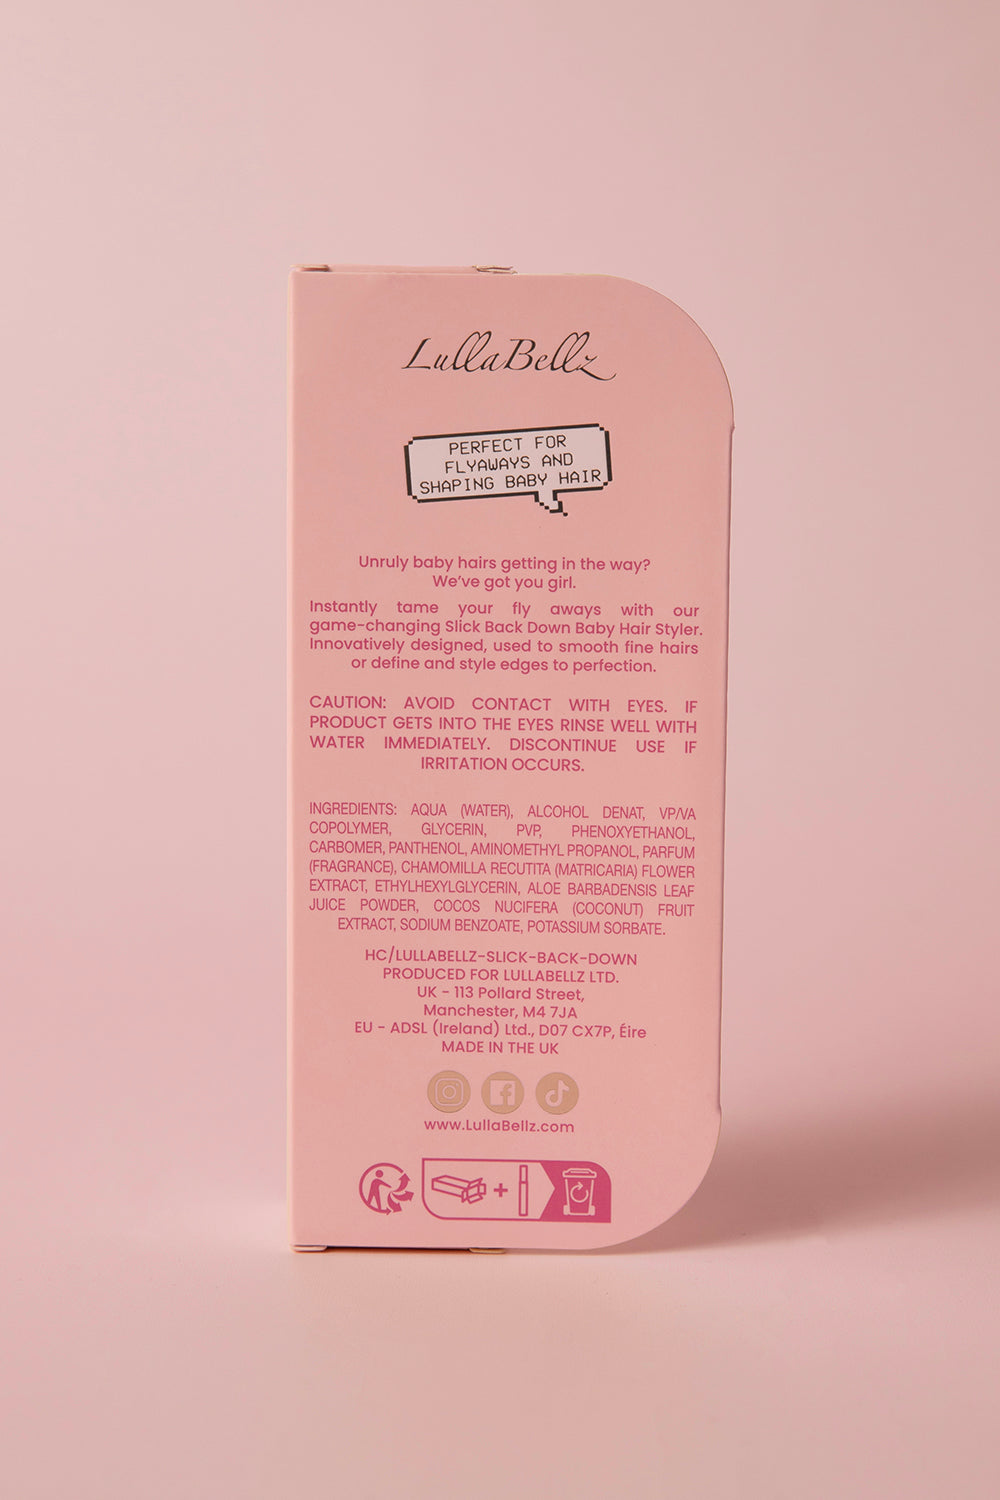 LullaBellz
PERFECT FOR
FLYAWAYS AND
SHAPING BABY HAIR
Unruly baby hairs getting in the way?
We've got you girl.
Instantly tame your fly aways with our
game-changing Slick Back Down Baby Hair Styler.
Innovatively designed, used to smooth fine hairs
or define and style edges to perfection.
CAUTION: AVOID CONTACT WITH EYES. IF
PRODUCT GETS INTO THE EYES RINSE WELL WITH
WATER IMMEDIATELY. DISCONTINUE USE IF
IRRITATION OCCURS.
INGREDIENTS: AQUA (WATER), ALCOHOL DENAT, VP/VA
COPOLYMER, GLYCERIN, PVP, PHENOXYETHANOL,
CARBOMER, PANTHENOL, AMINOMETHYL PROPANOL, PARFUM
(FRAGRANCE), CHAMOMILLA RECUTITA (MATRICARIA) FLOWER
EXTRACT, ETHYLHEXYLGLYCERIN, ALOE BARBADENSIS LEAF
JUICE POWDER, COCOS NUCIFERA (COCONUT) FRUIT
EXTRACT, SODIUM BENZOATE, POTASSIUM SORBATE.
HC/LULLABELLZ-SLICK-BACK-DOWN
PRODUCED FOR LULLABELLZ LTD.
UK - 113 Pollard Street,
Manchester, M4 7JA
EU - ADSL (Ireland) Ltd., D07 CX7P, Éire
MADE IN THE UK
www.LullaBellz.com